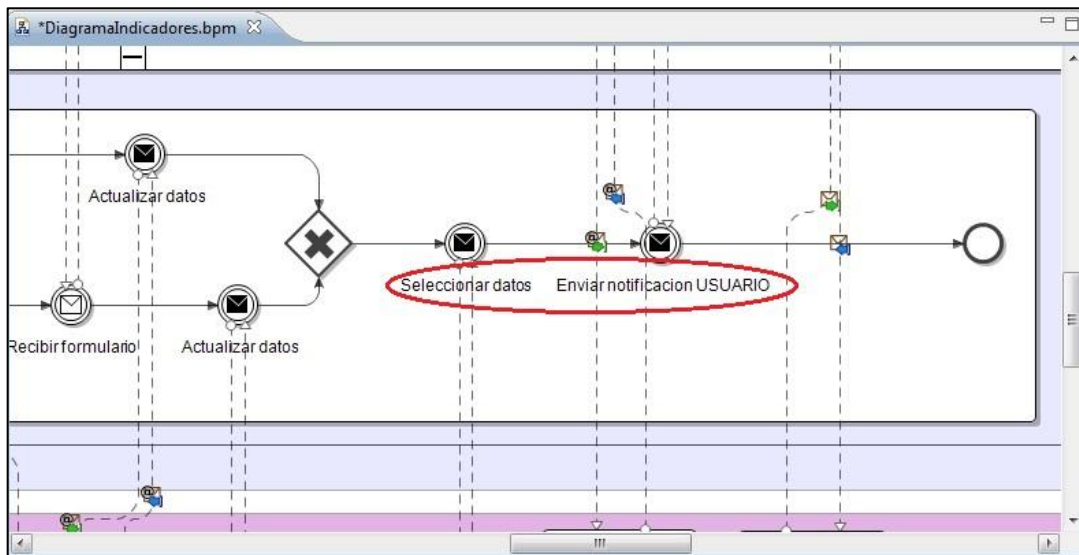 *DiagramaIndicadores.bpm
Actualizar datos
Seleccionar datos Enviar notificacion USUARIO
Recibir formulario Actualizar datos